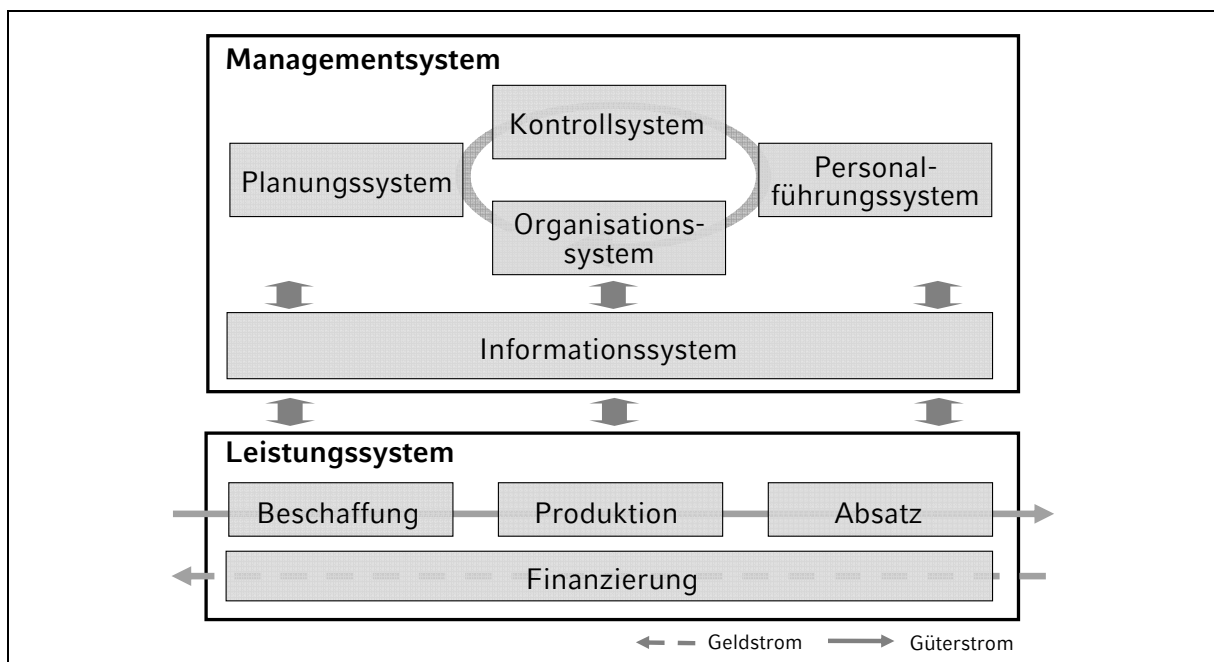 Managementsystem
Kontrollsystem
Planungssystem
Personal-
führungssystem
Organisations-
system
Informationssystem
Leistungssystem
Beschaffung
Produktion
Absatz
Finanzierung
Geldstrom
Güterstrom